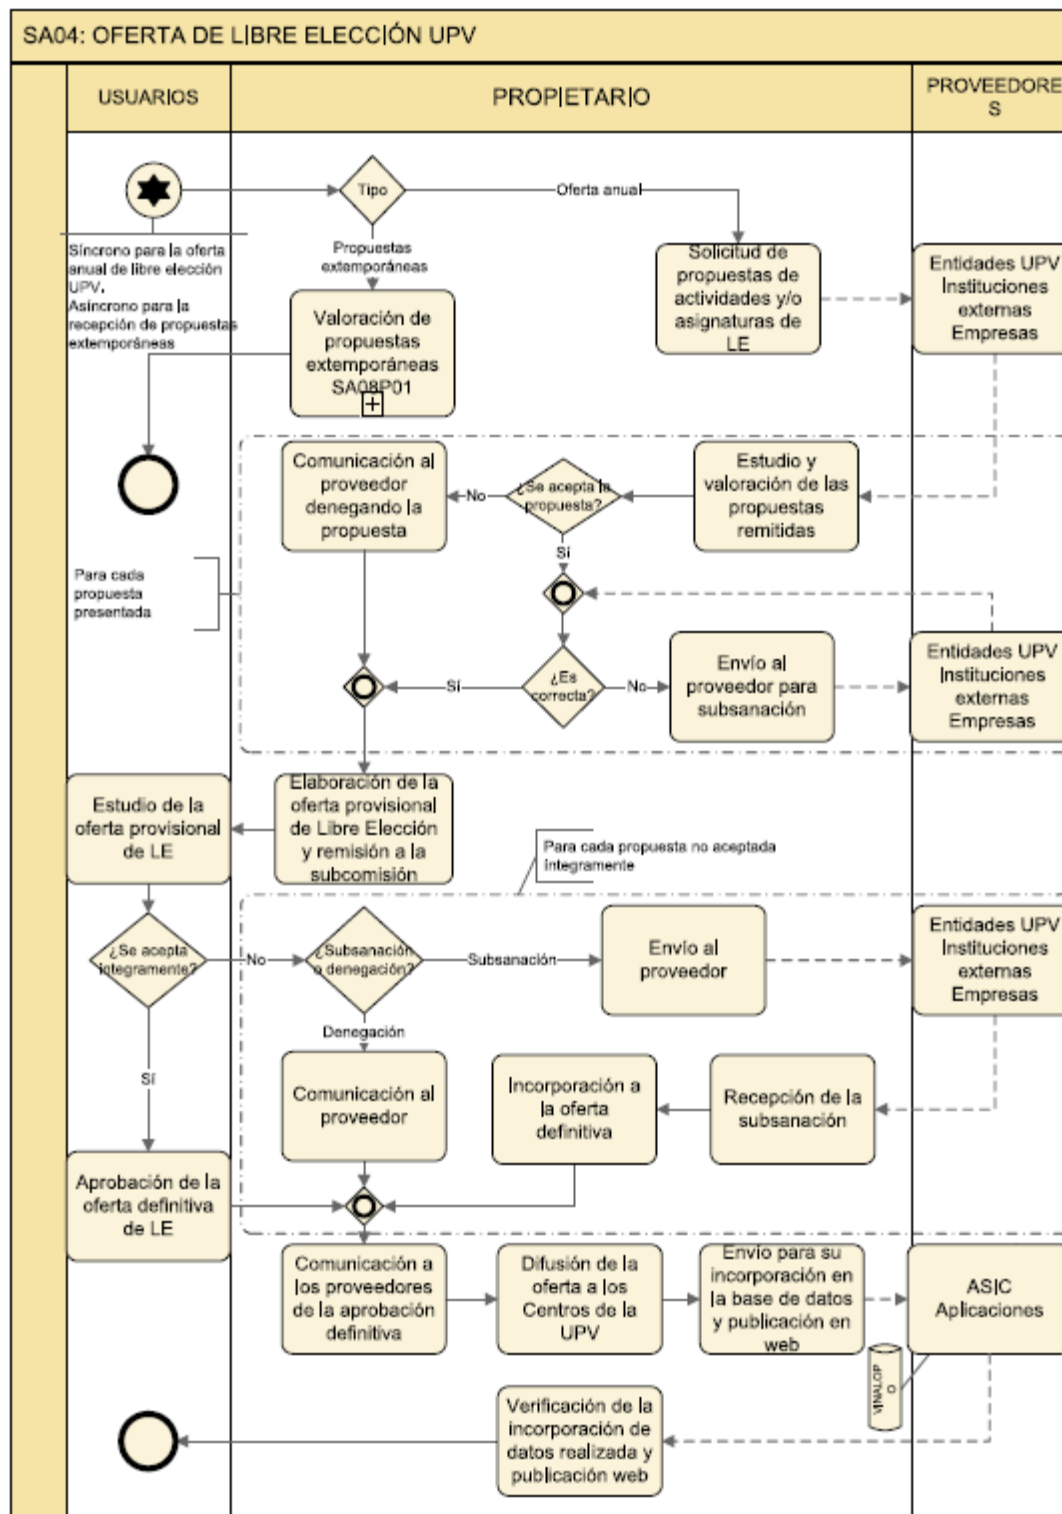 SA04: OFERTA DE LIBRE ELECCIÓN UPV
USUARIOS
PROPIETARIO
PROVEEDORE
S
Tipo
Oferta anual
Propuestas
extemporáneas
Síncrono para la oferta
anual de libre elección
UPV.
Asíncrono para la
recepción de propuestas
extemporáneas
Solicitud de
propuestas de
actividades y/o
asignaturas de
LE
Entidades UPV
Instituciones
externas
Empresas
Valoración de
propuestas
extemporáneas
SA08P01
Comunicación al
proveedor
denegando la
propuesta
No
¿Se acepta la
propuesta?
Estudio y
valoración de las
propuestas
remitidas
Sí
Para cada
propuesta
presentada
Sí
¿Es
correcta?
No
Envío al
proveedor para
subsanación
Entidades UPV
Instituciones
externas
Empresas
Estudio de la
oferta provisional
de LE
Elaboración de la
oferta provisional
de Libre Elección
y remisión a la
subcomisión
Para cada propuesta no aceptada
integramente
¿Se acepta
integramente?
No
¿Subsanación
o denegación?
Subsanación
Envío al
proveedor
Entidades UPV
Instituciones
externas
Empresas
Denegación
Sí
Comunicación al
proveedor
Incorporación a
la oferta
definitiva
Recepción de la
subsanación
Aprobación de la
oferta definitiva
de LE
Comunicación a
los proveedores
de la aprobación
definitiva
Difusión de la
oferta a los
Centros de la
UPV
Envío para su
incorporación en
la base de datos
y publicación en
web
ASIC
Aplicaciones
VINALOP
O
Verificación de la
incorporación de
datos realizada y
publicación web